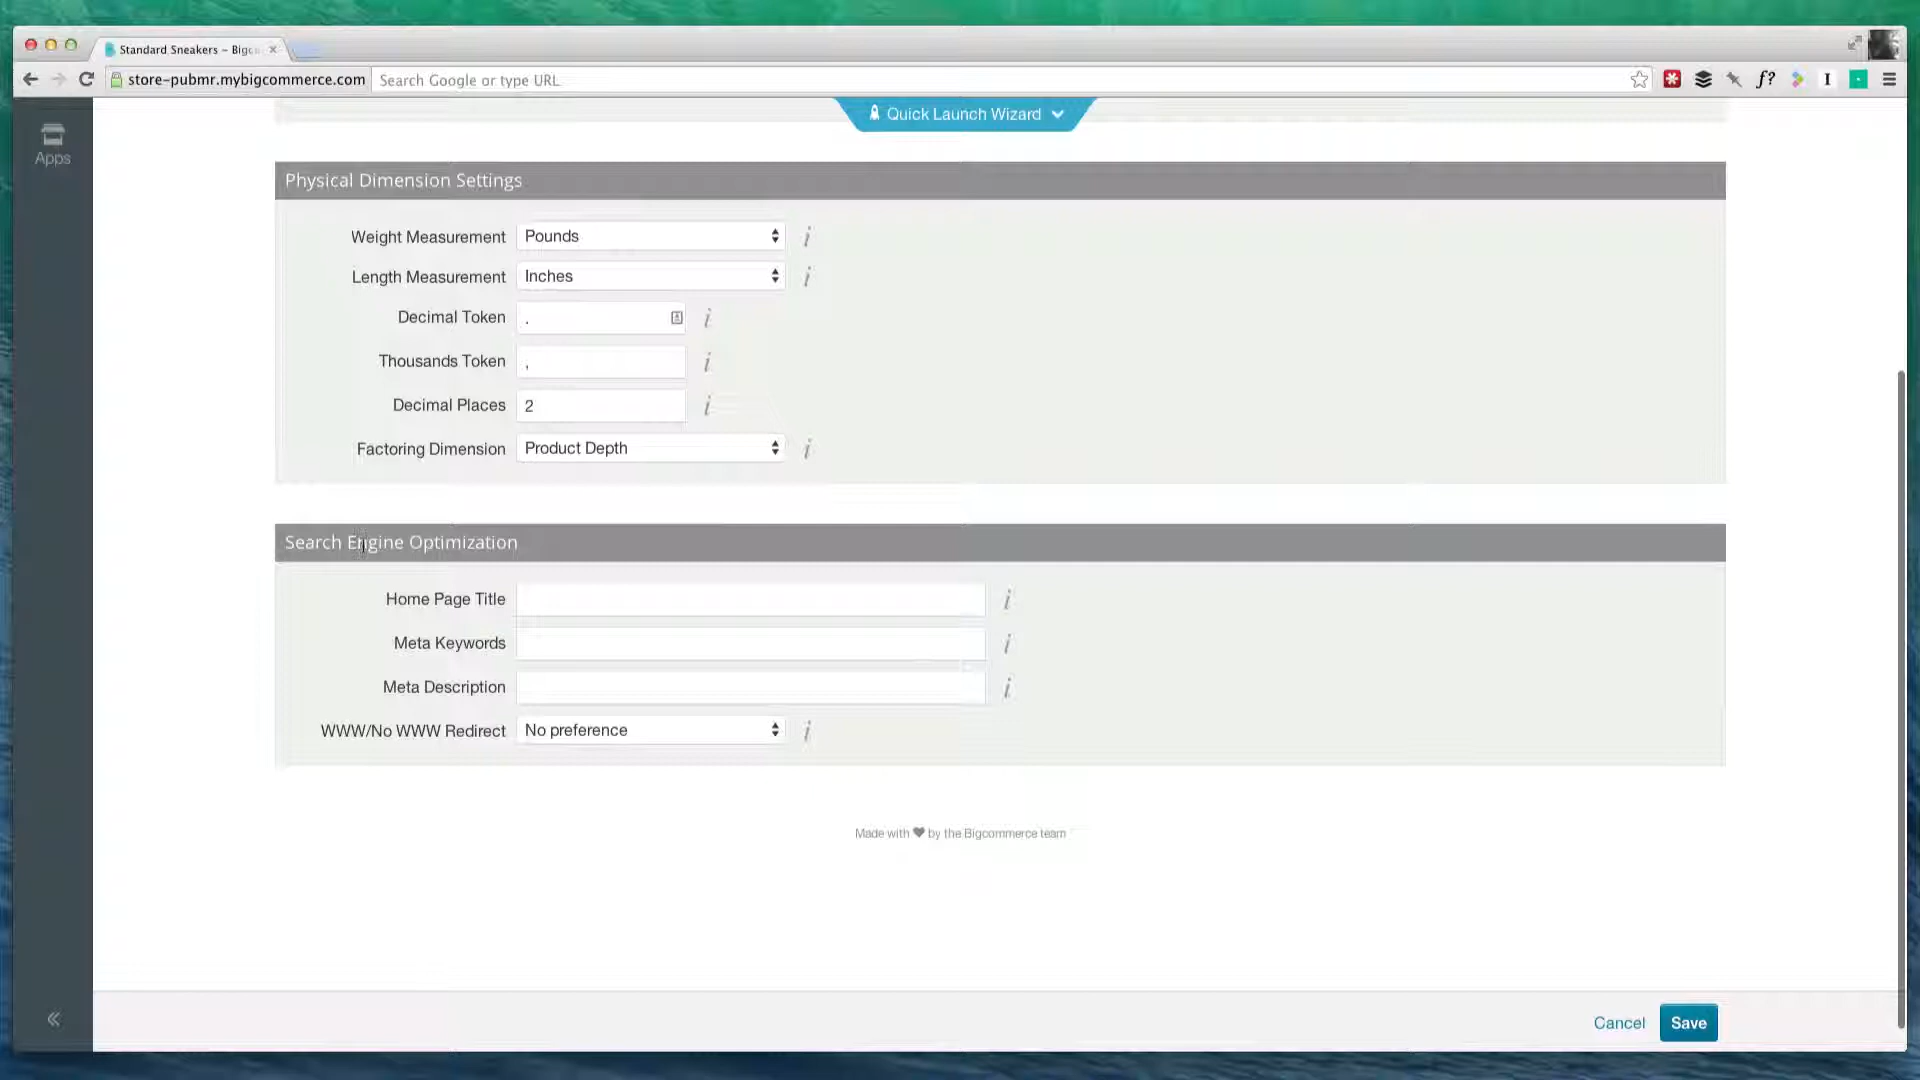 Standard Sneakers – Bigc
store-pubmr.mybigcommerce.com
Search Google or type URL
f?
I
Apps
Quick Launch Wizard
Physical Dimension Settings
Weight Measurement Pounds i
Length Measurement Inches i
Decimal Token . i
Thousands Token , i
Decimal Places 2 i
Factoring Dimension Product Depth i
Search Engine Optimization
Home Page Title i
Meta Keywords i
Meta Description i
WWW/No WWW Redirect No preference i
Made with ♥ by the Bigcommerce team
Cancel Save